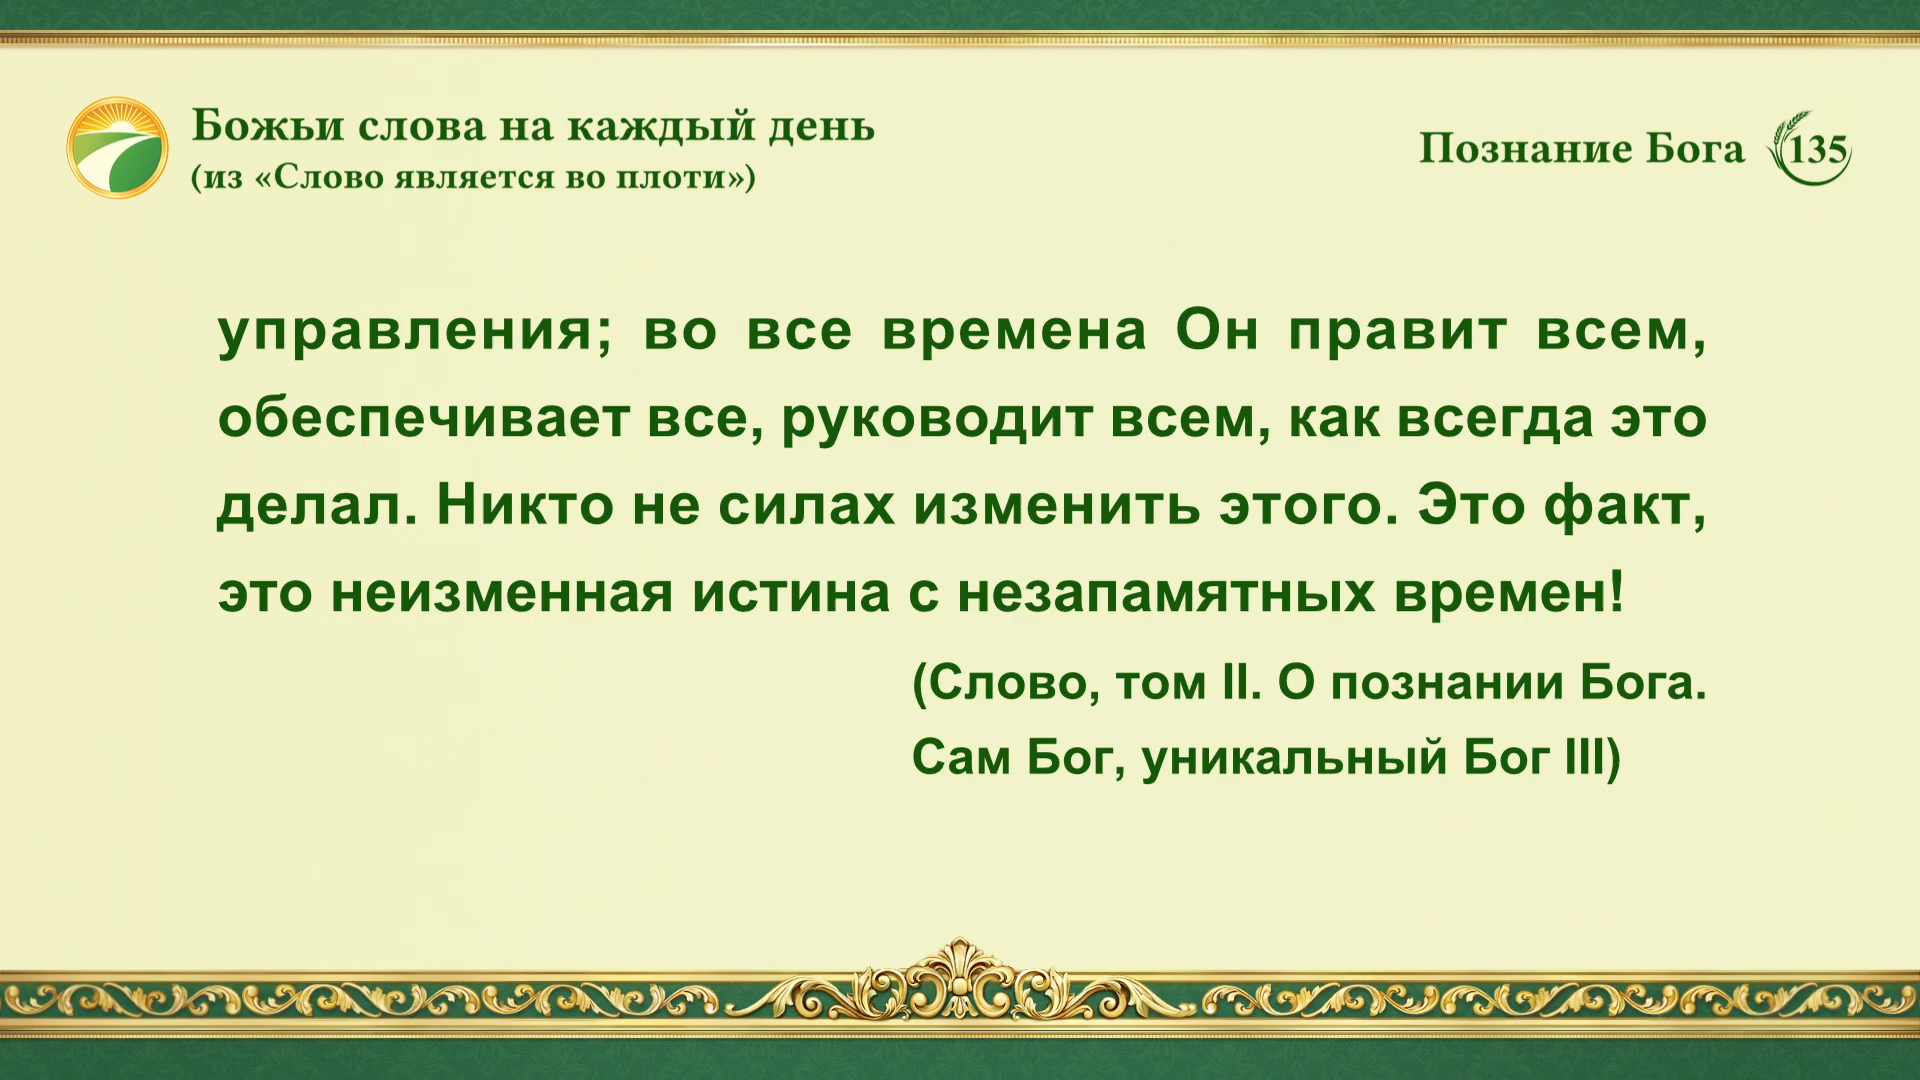 Божьи слова на каждый день
(из «Слово является во плоти»)
Познание Бога 135
управления; во все времена Он правит всем,
обеспечивает все, руководит всем, как всегда это
делал. Никто не силах изменить этого. Это факт,
это неизменная истина с незапамятных времен!
(Слово, том II. О познании Бога.
Сам Бог, уникальный Бог III)